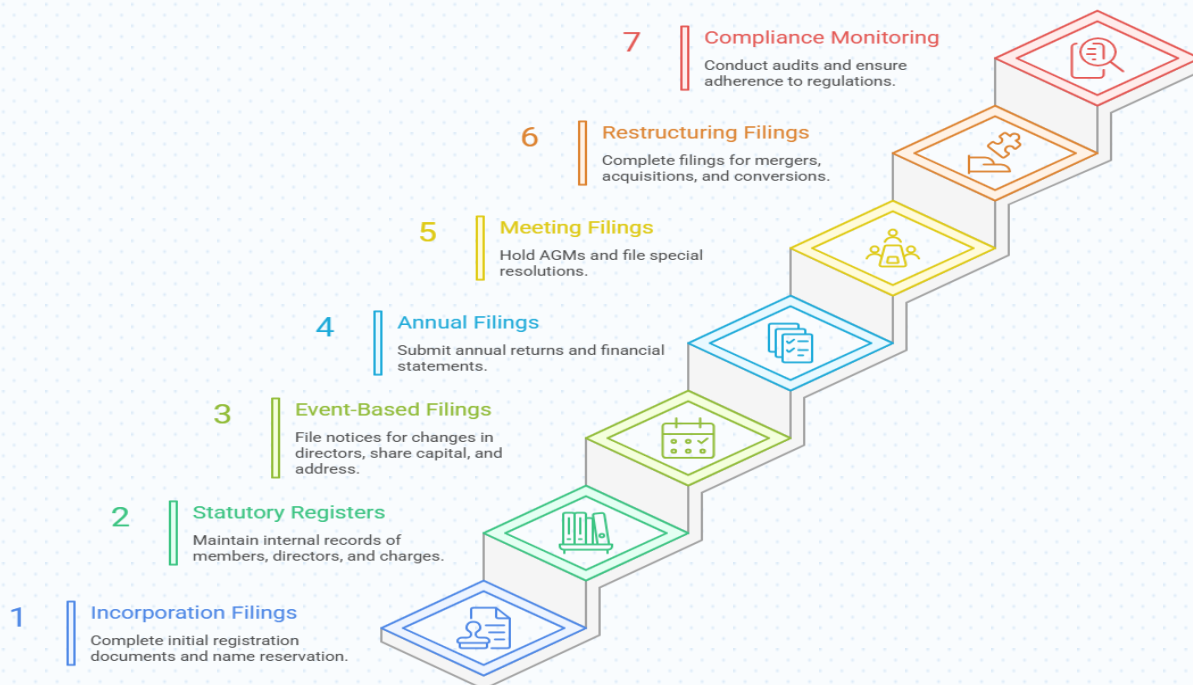 7
Compliance Monitoring
Conduct audits and ensure
adherence to regulations.
6
Restructuring Filings
Complete filings for mergers,
acquisitions, and conversions.
5
Meeting Filings
Hold AGMs and file special
resolutions.
4
Annual Filings
Submit annual returns and financial
statements.
3
Event-Based Filings
File notices for changes in
directors, share capital, and
address.
2
Statutory Registers
Maintain internal records of
members, directors, and charges.
1
Incorporation Filings
Complete initial registration
documents and name reservation.